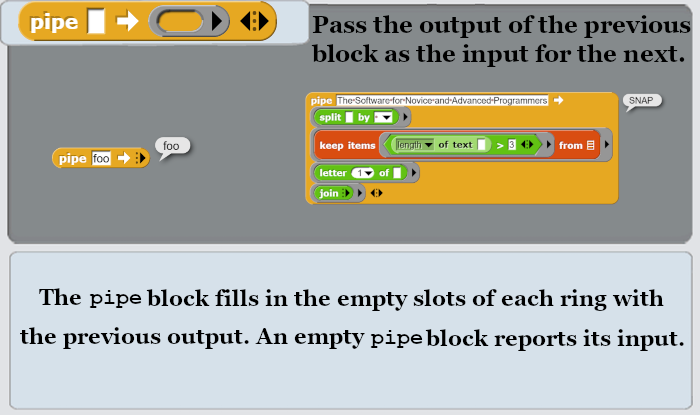 pipe
Pass the output of the previous
block as the input for the next.
pipe The·Software·for·Novice·and·Advanced·Programmers
SNAP
split by
keep items length of text > 3 from
letter 1 of
join
pipe foo
foo
The pipe block fills in the empty slots of each ring with
the previous output. An empty pipe block reports its input.